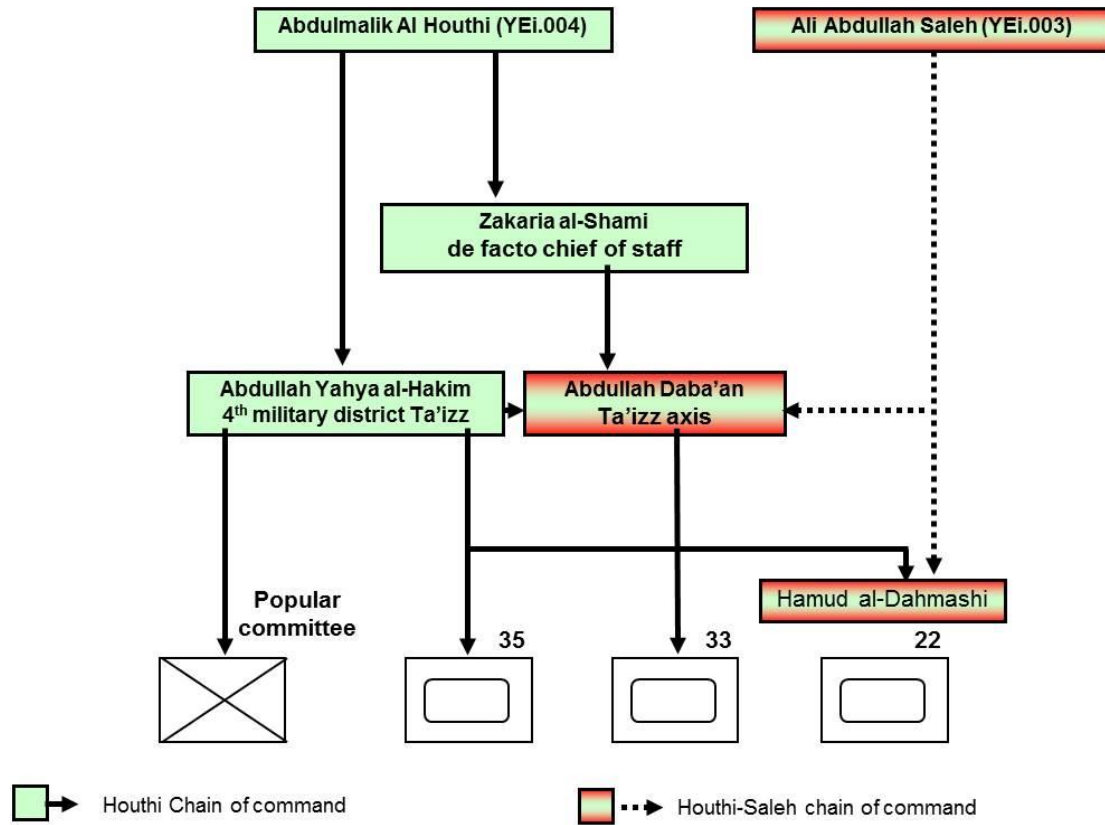 Abdulmalik Al Houthi (YEi.004)
Ali Abdullah Saleh (YEi.003)
Zakaria al-Shami
de facto chief of staff
Abdullah Yahya al-Hakim
4th military district Ta’izz
Abdullah Daba’an
Ta’izz axis
Hamud al-Dahmashi
Popular
committee
35
33
22
Houthi Chain of command
Houthi-Saleh chain of command